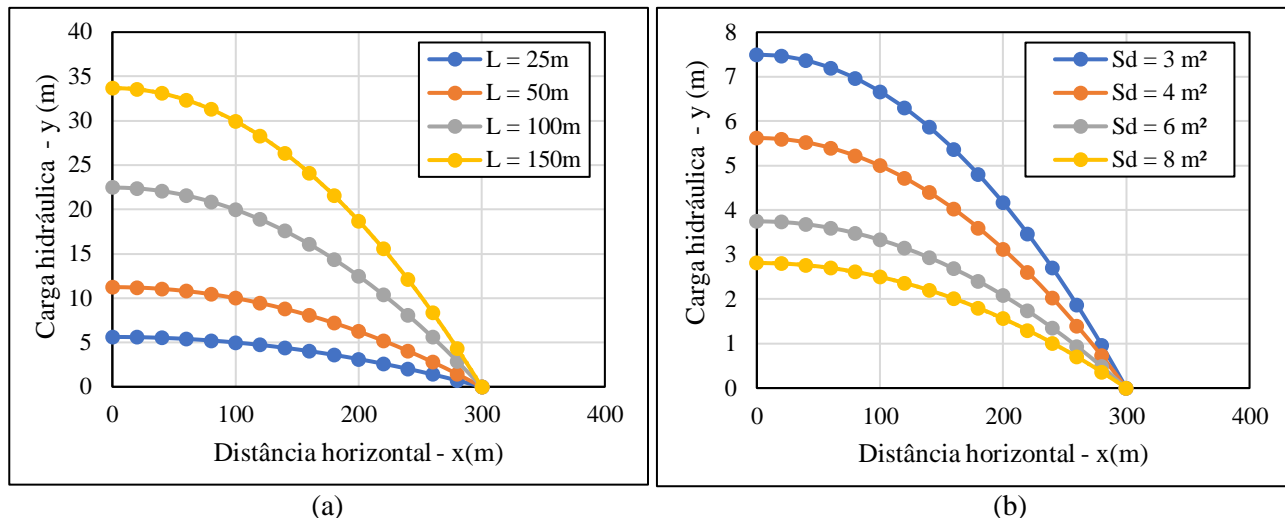 Carga hidráulica - y (m)
40
35
30
25
20
15
10
5
0
L = 25m
L = 50m
L = 100m
L = 150m
0 100 200 300 400
Distância horizontal - x(m)
(a)
Carga hidráulica - y (m)
8
7
6
5
4
3
2
1
0
Sd = 3 m²
Sd = 4 m²
Sd = 6 m²
Sd = 8 m²
0 100 200 300 400
Distância horizontal - x(m)
(b)